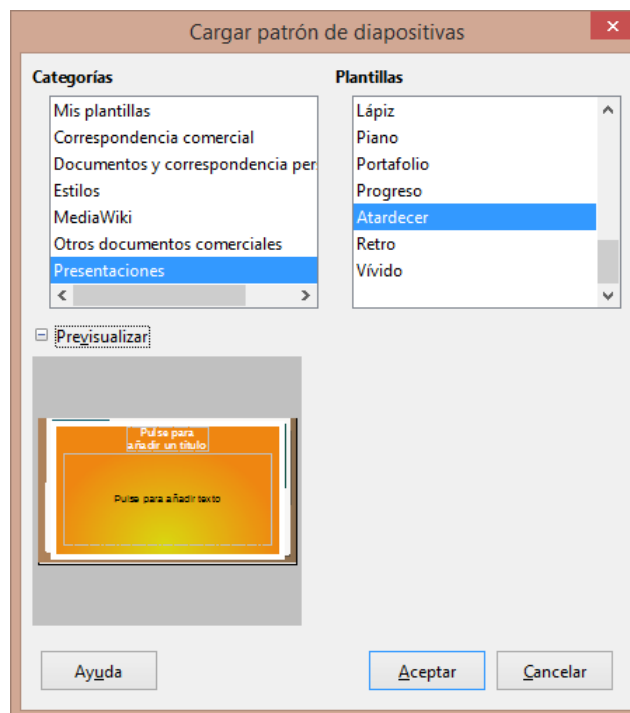 Cargar patrón de diapositivas
Categorías
Mis plantillas
Correspondencia comercial
Documentos y correspondencia per
Estilos
MediaWiki
Otros documentos comerciales
Presentaciones
Plantillas
Lápiz
Piano
Portafolio
Progreso
Atardecer
Retro
Vívido
Previsualizar
Pulse para
añadir un título
Pulse para añadir texto
Ayuda
Aceptar
Cancelar